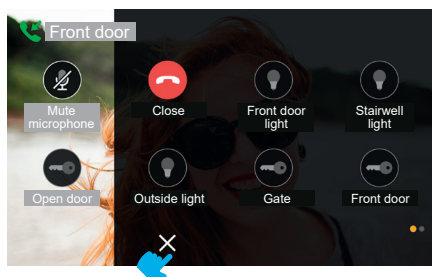 Front door
Mute
microphone
Close
Front door
light
Stairwell
light
Open door
Outside light
Gate
Front door